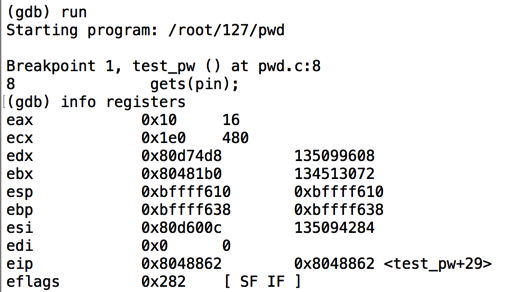 (gdb) run
Starting program: /root/127/pwd
Breakpoint 1, test_pw () at pwd.c:8
8 gets(pin);
(gdb) info registers
eax 0x10 16
ecx 0x1e0 480
edx 0x80d74d8 135099608
ebx 0x80481b0 134513072
esp 0xbffff610 0xbffff610
ebp 0xbffff638 0xbffff638
esi 0x80d600c 135094284
edi 0x0 0
eip 0x8048862 0x8048862 <test_pw+29>
eflags 0x282 [ SF IF ]